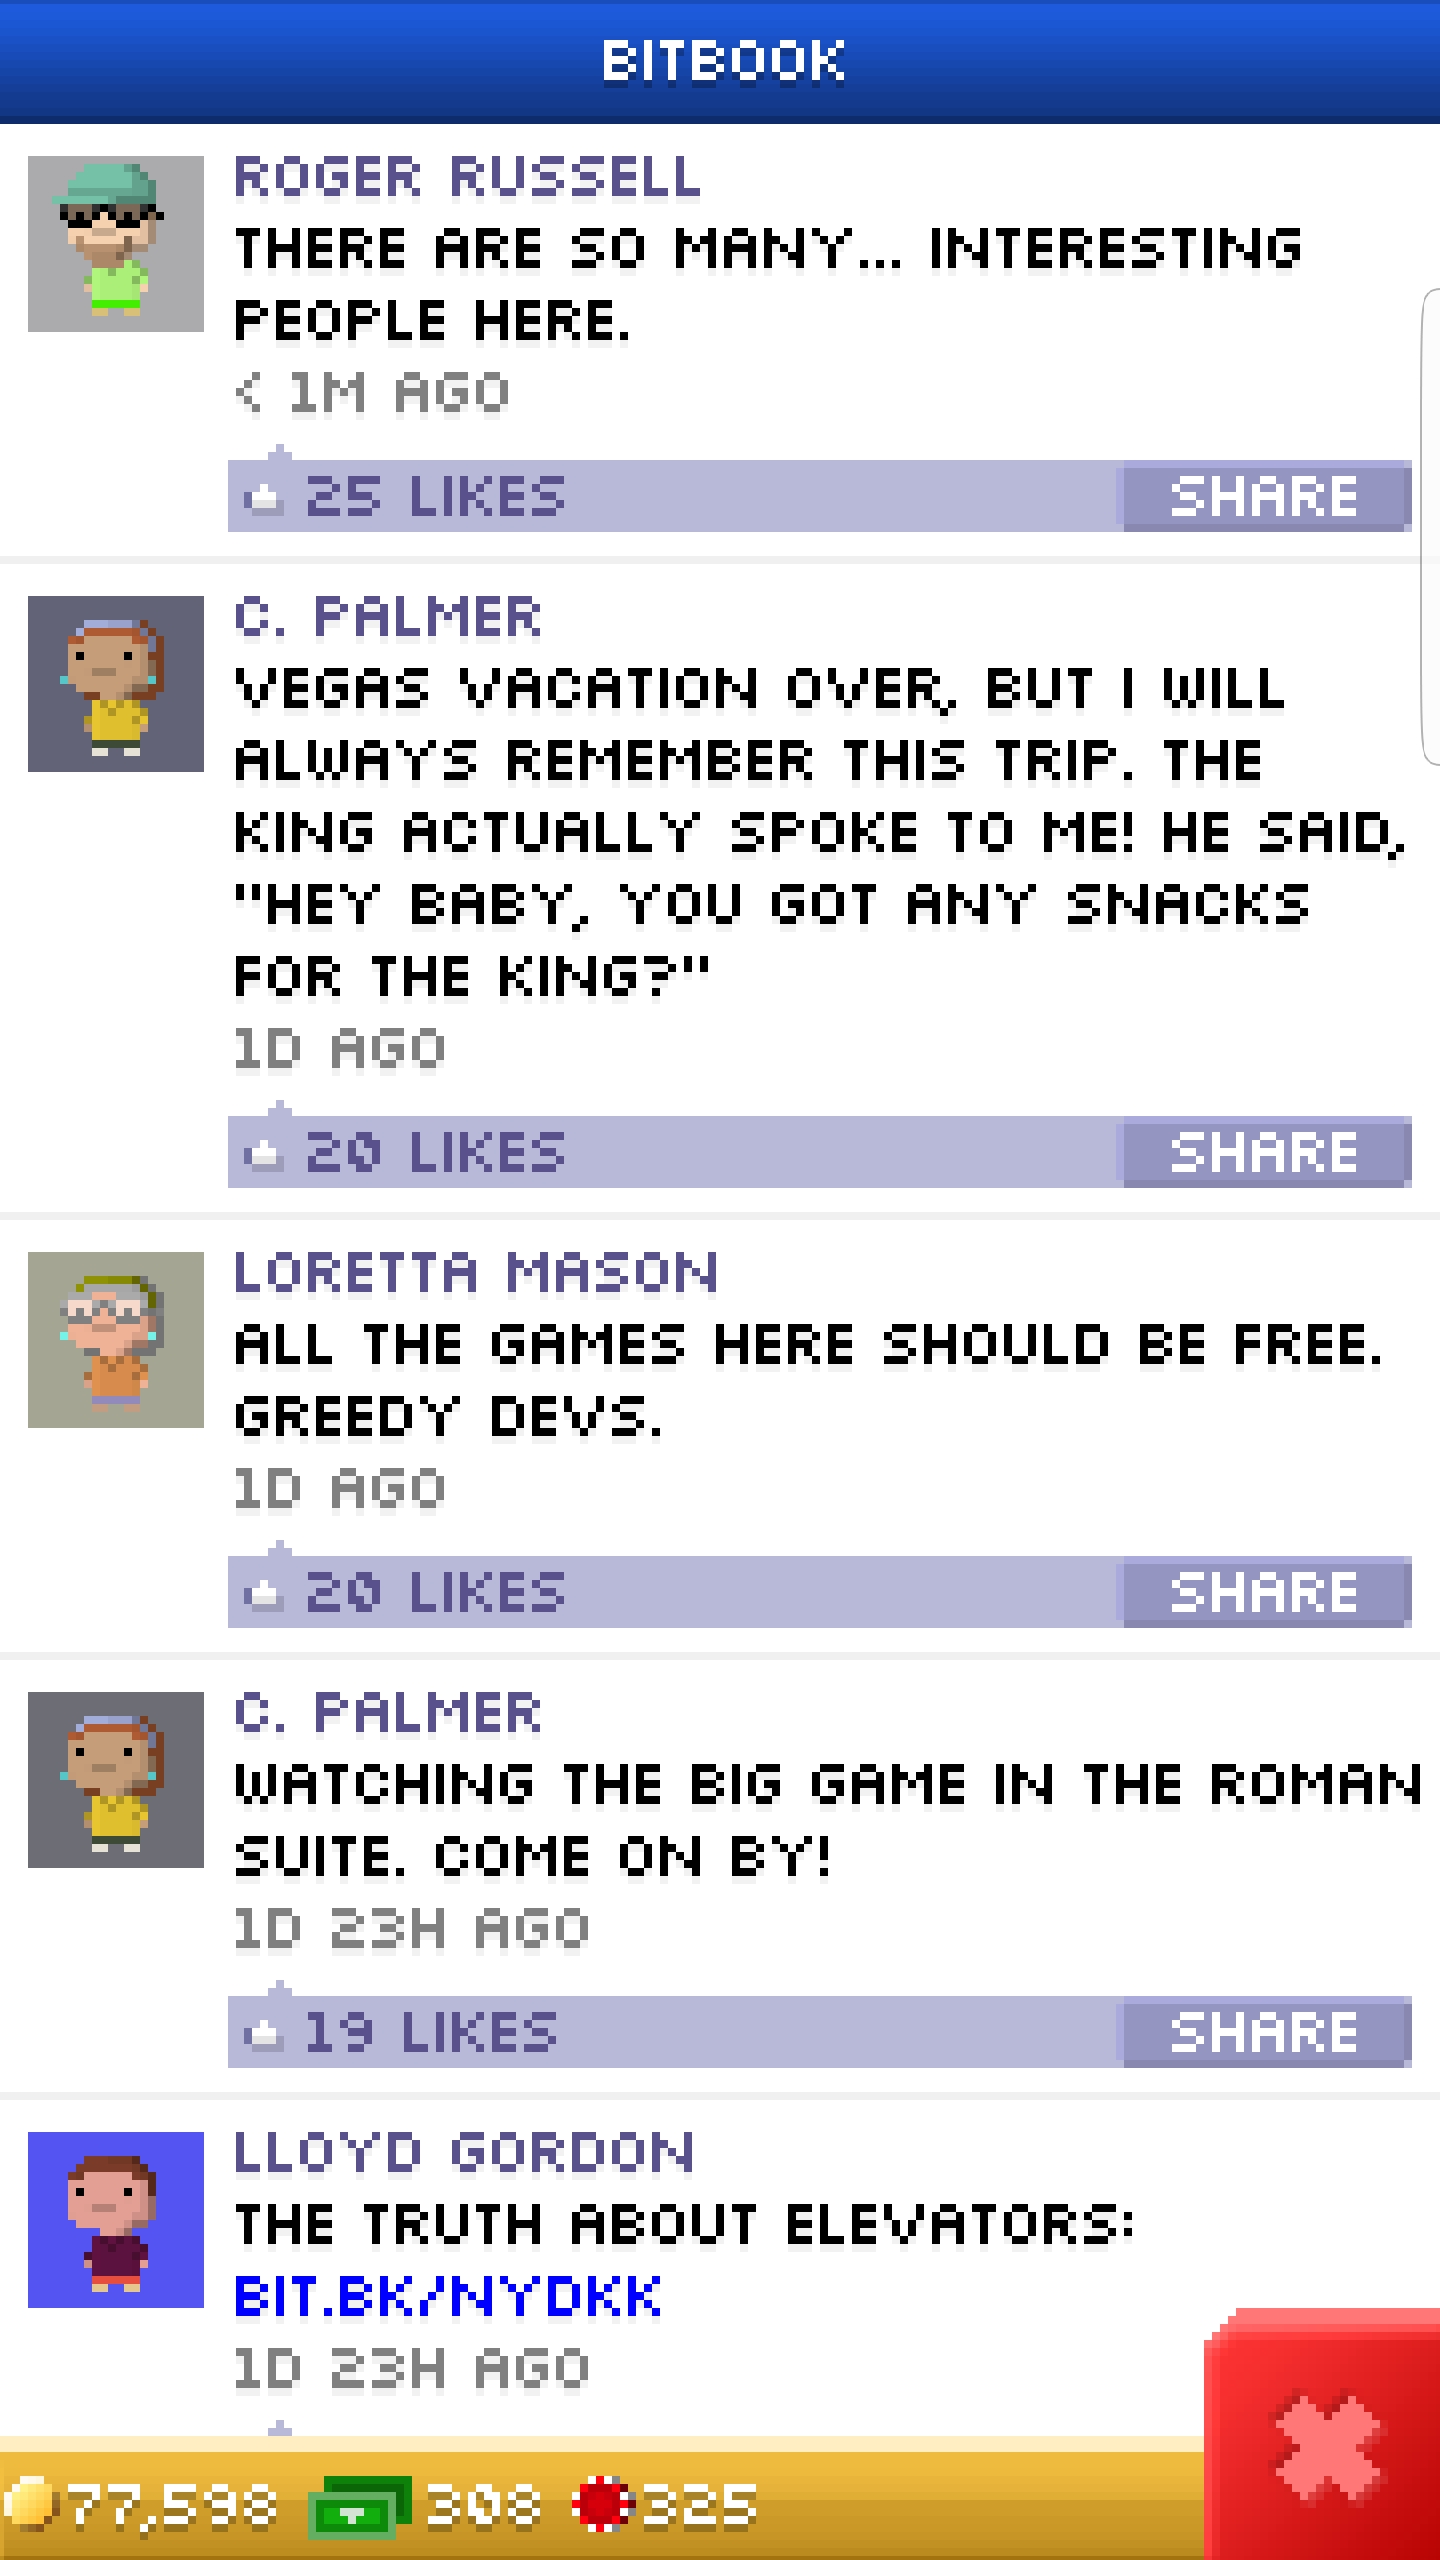 BITBOOK
ROGER RUSSELL
THERE ARE SO MANY... INTERESTING
PEOPLE HERE.
< 1M AGO
25 LIKES
SHARE
C. PALMER
VEGAS VACATION OVER, BUT I WILL
ALWAYS REMEMBER THIS TRIP. THE
KING ACTUALLY SPOKE TO ME! HE SAID,
"HEY BABY, YOU GOT ANY SNACKS
FOR THE KING?"
1D AGO
20 LIKES
SHARE
LORETTA MASON
ALL THE GAMES HERE SHOULD BE FREE.
GREEDY DEVS.
1D AGO
20 LIKES
SHARE
C. PALMER
WATCHING THE BIG GAME IN THE ROMAN
SUITE. COME ON BY!
1D 23H AGO
19 LIKES
SHARE
LLOYD GORDON
THE TRUTH ABOUT ELEVATORS:
BIT.BK/NYDKK
1D 23H AGO
77,598 308 325